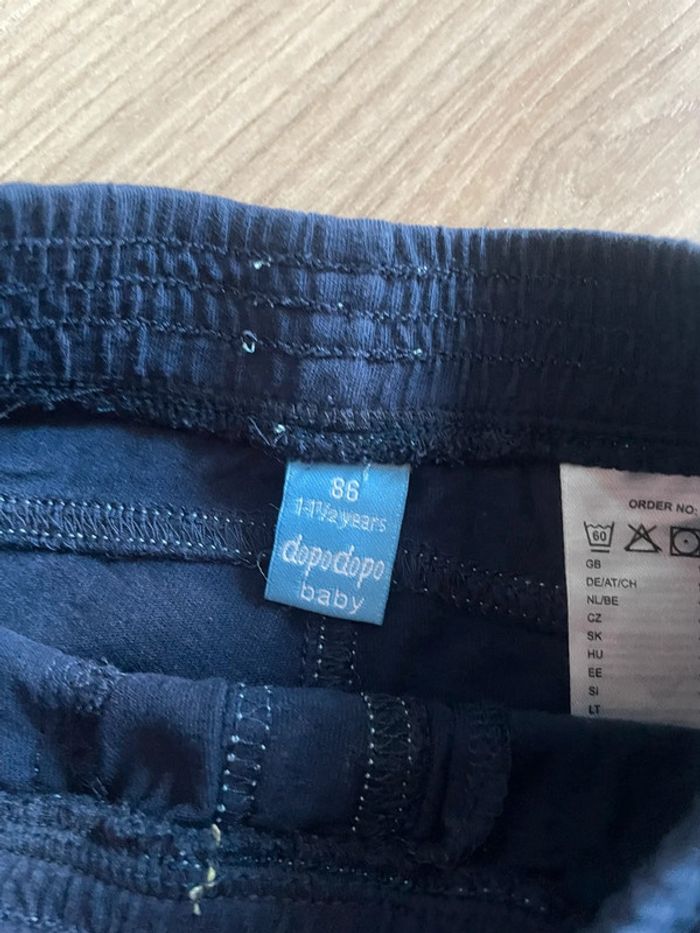 86
1-1½ years
dopodopo
baby
ORDER NO:
60
GB
DE/AT/CH
NL/BE
CZ
SK
HU
EE
SI
LT